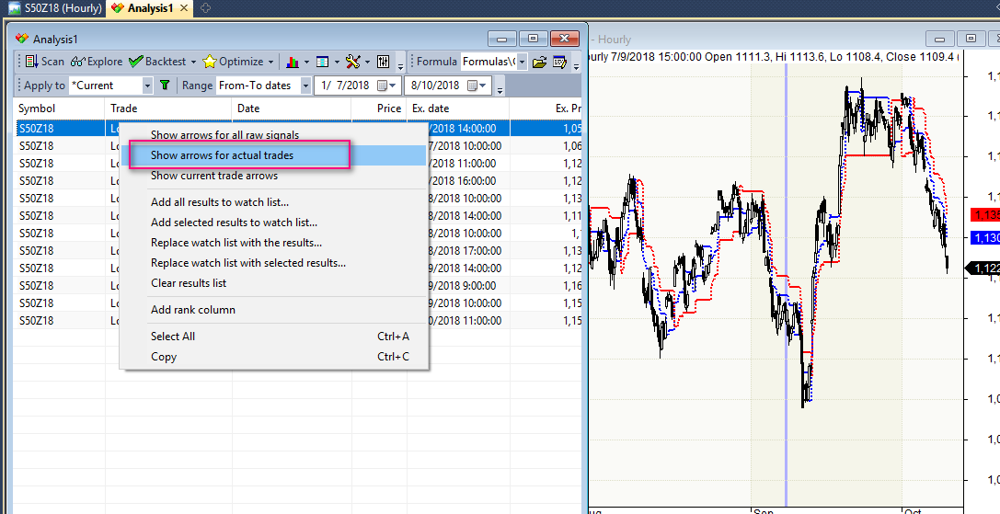 S50Z18 (Hourly) Analysis1
Analysis1
- Hourly
Scan Explore Backtest Optimize Formula Formulas\
ourly 7/9/2018 15:00:00 Open 1111.3, Hi 1113.6, Lo 1108.4, Close 1109.4 (
Apply to *Current Range From-To dates 1/ 7/2018 8/10/2018
Symbol Trade Date Price Ex. date Ex. Pr
S50Z18 Lo /2018 14:00:00 1,05
S50Z18 Lo 7/2018 10:00:00 1,06
S50Z18 Lo /2018 11:00:00 1,10
S50Z18 Lo /2018 16:00:00 1,10
S50Z18 Lo 8/2018 10:00:00 1,10
S50Z18 Lo 8/2018 10:00:00 1,11
S50Z18 Lo 8/2018 10:00:00 1,11
S50Z18 Lo 8/2018 17:00:00 1,11
S50Z18 Lo 9/2018 14:00:00 1,11
S50Z18 Lo /2018 9:00:00 1,16
S50Z18 Lo 9/2018 10:00:00 1,15
S50Z18 Lo 0/2018 11:00:00 1,15
Show arrows for all raw signals
Show arrows for actual trades
Show current trade arrows
Add all results to watch list...
Add selected results to watch list...
Replace watch list with the results...
Replace watch list with selected results...
Clear results list
Add rank column
Select All Ctrl+A
Copy Ctrl+C
1,1
1,1
1,1
1,1
1,135
1,130
1,122
1,1
1,1
1,0
1,0
1,0
ug Sep Oct